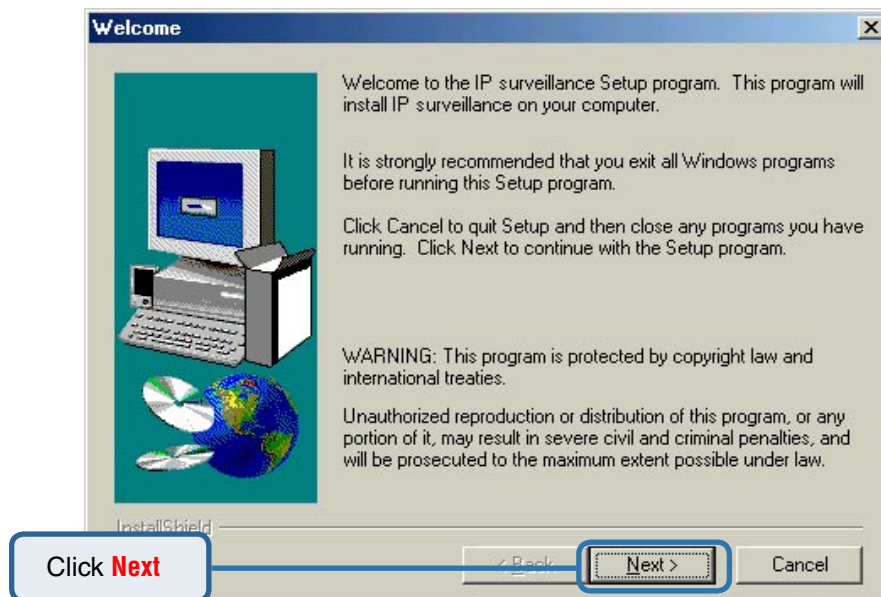 Welcome
Welcome to the IP surveillance Setup program. This program will
install IP surveillance on your computer.
It is strongly recommended that you exit all Windows programs
before running this Setup program.
Click Cancel to quit Setup and then close any programs you have
running. Click Next to continue with the Setup program.
WARNING: This program is protected by copyright law and
international treaties.
Unauthorized reproduction or distribution of this program, or any
portion of it, may result in severe civil and criminal penalties, and
will be prosecuted to the maximum extent possible under law.
InstallShield
Click Next
< Back
Next >
Cancel